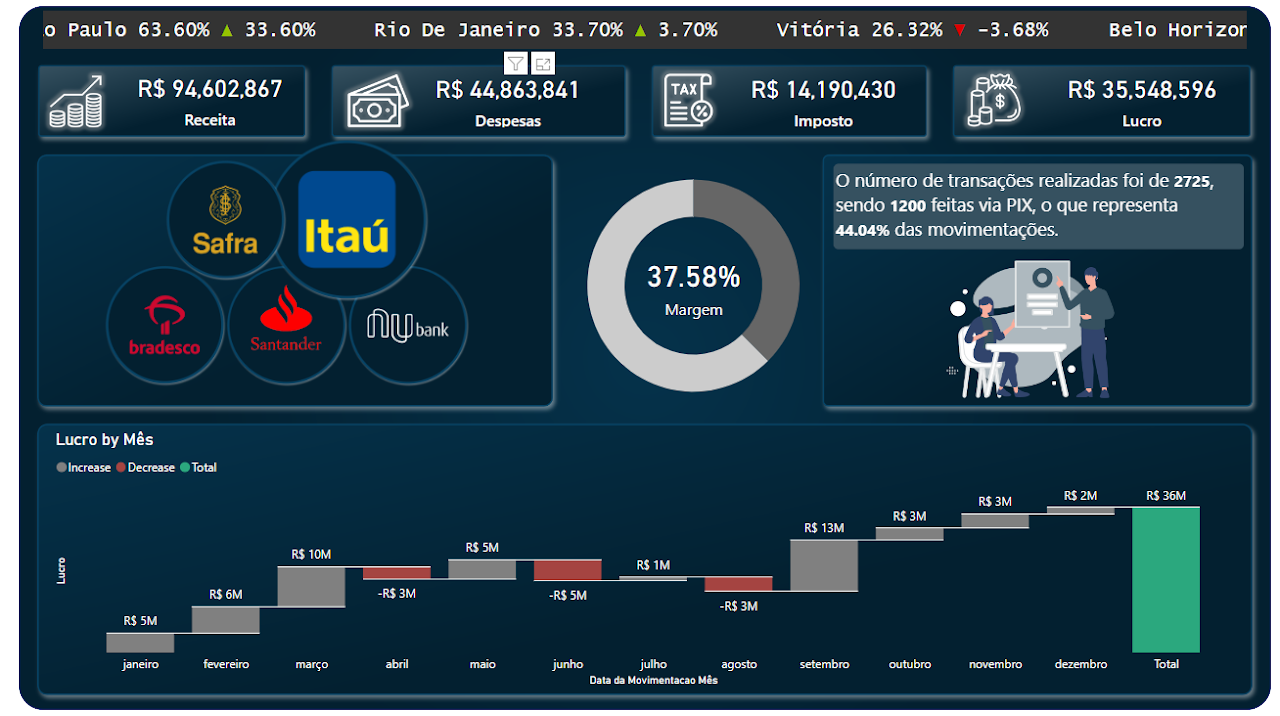 o Paulo 63.60% ▲ 33.60% Rio De Janeiro 33.70% ▲ 3.70% Vitória 26.32% ▼ -3.68% Belo Horizon
R$ 94,602,867
Receita
R$ 44,863,841
Despesas
TAX
%
R$ 14,190,430
Imposto
$
R$ 35,548,596
Lucro
Safra
Itaú
bradesco
Santander
nubank
37.58%
Margem
O número de transações realizadas foi de 2725,
sendo 1200 feitas via PIX, o que representa
44.04% das movimentações.
Lucro by Mês
Increase Decrease Total
Lucro
R$ 5M
R$ 6M
R$ 10M
-R$ 3M
R$ 5M
-R$ 5M
R$ 1M
-R$ 3M
R$ 13M
R$ 3M
R$ 3M
R$ 2M
R$ 36M
janeiro fevereiro março abril maio junho julho agosto setembro outubro novembro dezembro Total
Data da Movimentacao Mês